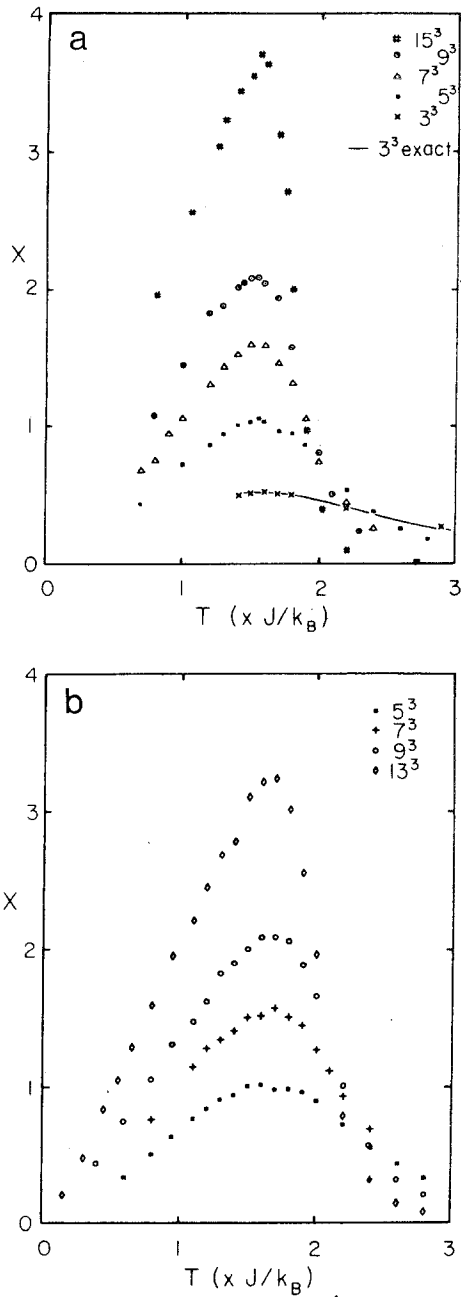 a
4
3
2
1
0
X
# 15³
⊙ 9³
△ 7³
▪ 5³
x 3³
— 3³ exact
0 1 2 3
T (x J/k_B)
b
4
3
2
1
0
X
▪ 5³
+ 7³
o 9³
◊ 13³
0 1 2 3
T (x J/k_B)